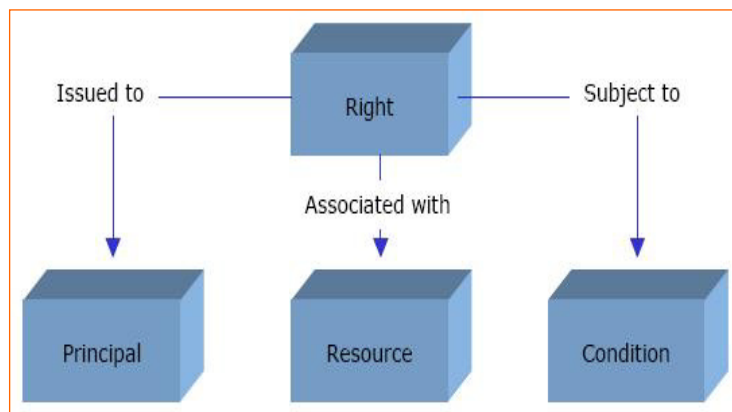 Issued to
Right
Subject to
Associated with
Principal
Resource
Condition